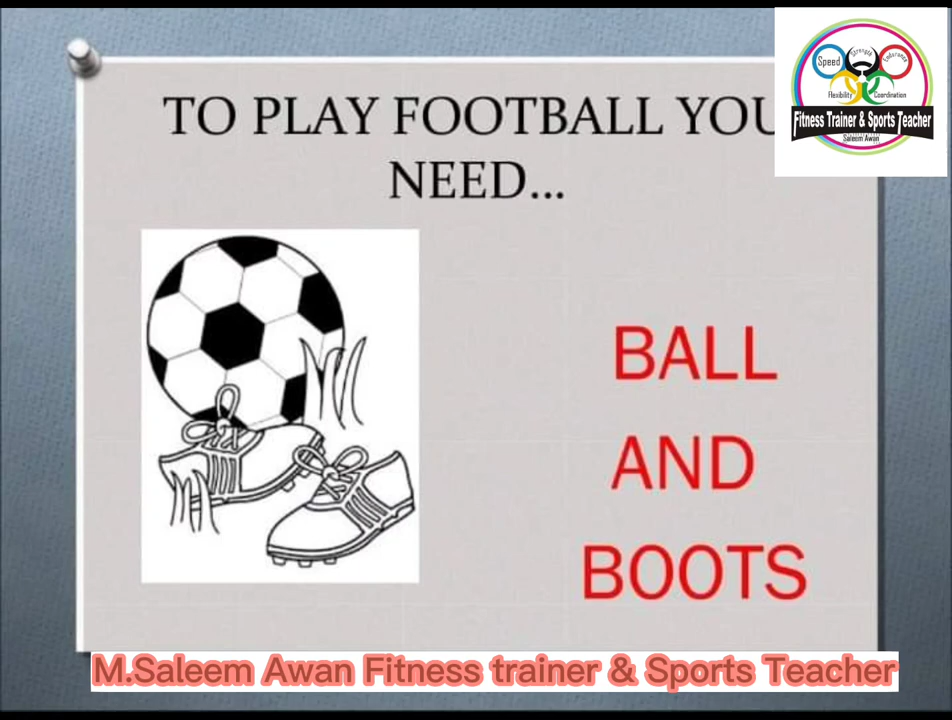 TO PLAY FOOTBALL YOU
NEED...
BALL
AND
BOOTS
Speed
Strength
Endurance
Flexibility
Coordination
Fitness Trainer & Sports Teacher
Saleem Awan
M.Saleem Awan Fitness trainer & Sports Teacher